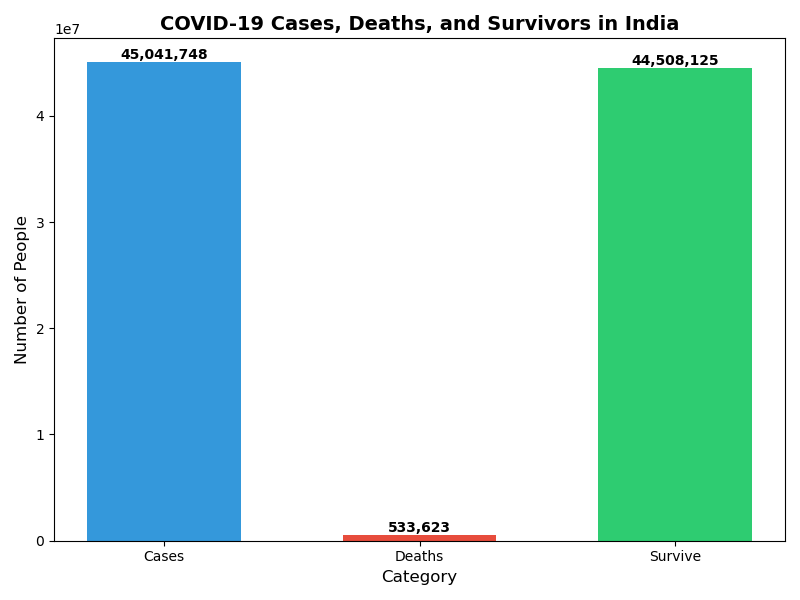 COVID-19 Cases, Deaths, and Survivors in India
1e7
45,041,748
533,623
44,508,125
4
3
2
1
0
Number of People
Cases
Deaths
Survive
Category